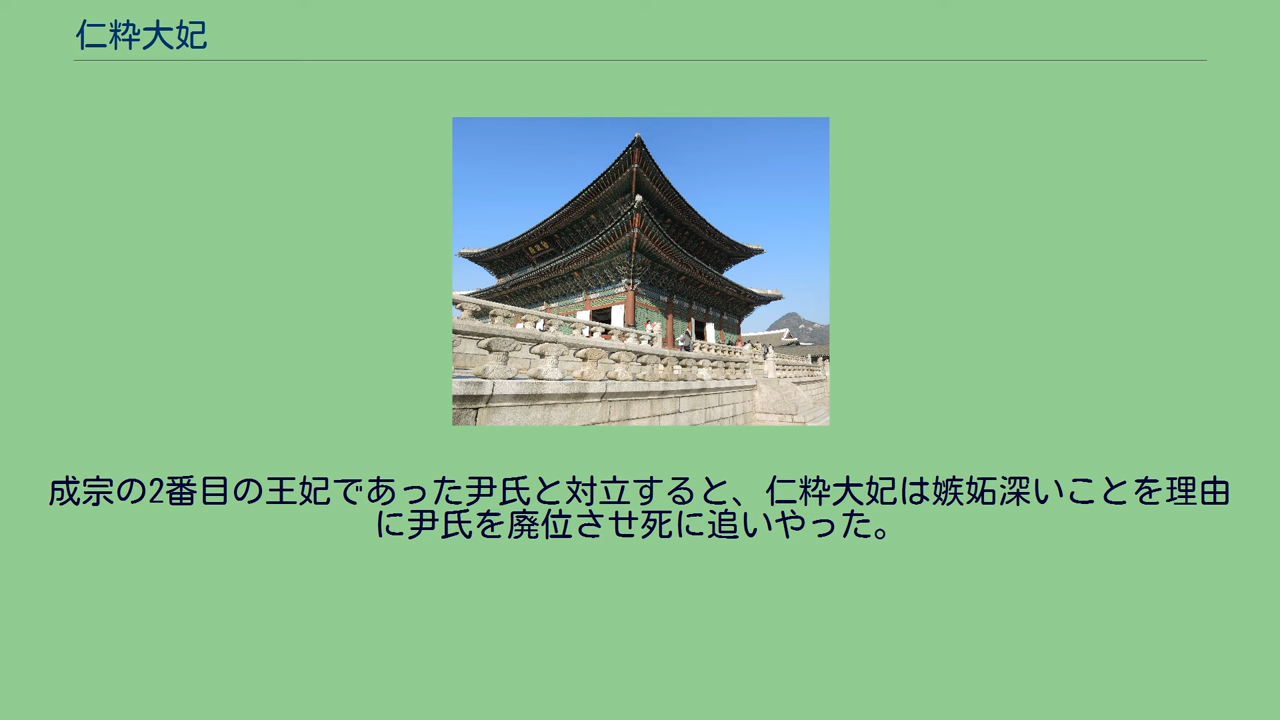 仁粋大妃
成宗の2番目の王妃であった尹氏と対立すると、仁粋大妃は嫉妬深いことを理由
に尹氏を廃位させ死に追いやった。